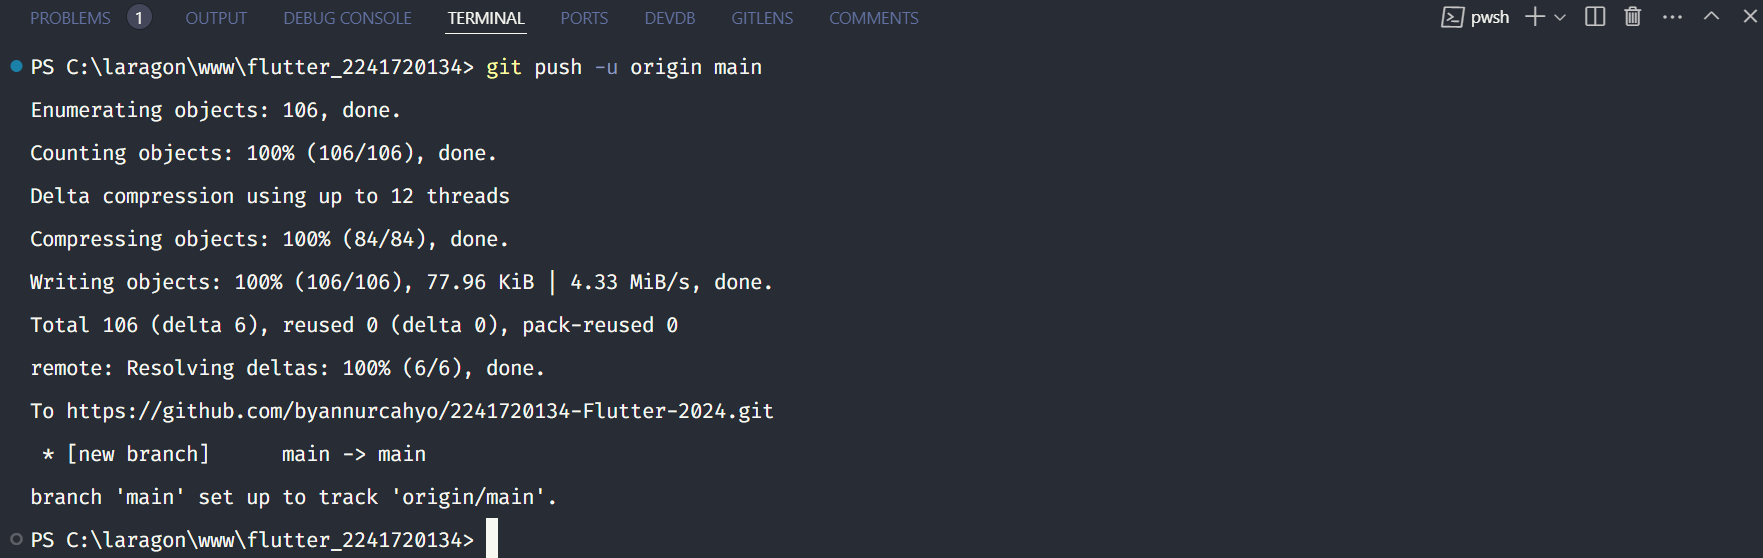 PROBLEMS 1 OUTPUT DEBUG CONSOLE TERMINAL PORTS DEVDB GITLENS COMMENTS pwsh
PS C:\laragon\www\flutter_2241720134> git push -u origin main
Enumerating objects: 106, done.
Counting objects: 100% (106/106), done.
Delta compression using up to 12 threads
Compressing objects: 100% (84/84), done.
Writing objects: 100% (106/106), 77.96 KiB | 4.33 MiB/s, done.
Total 106 (delta 6), reused 0 (delta 0), pack-reused 0
remote: Resolving deltas: 100% (6/6), done.
To https://github.com/byannurcahyo/2241720134-Flutter-2024.git
 * [new branch]      main -> main
branch 'main' set up to track 'origin/main'.
PS C:\laragon\www\flutter_2241720134>